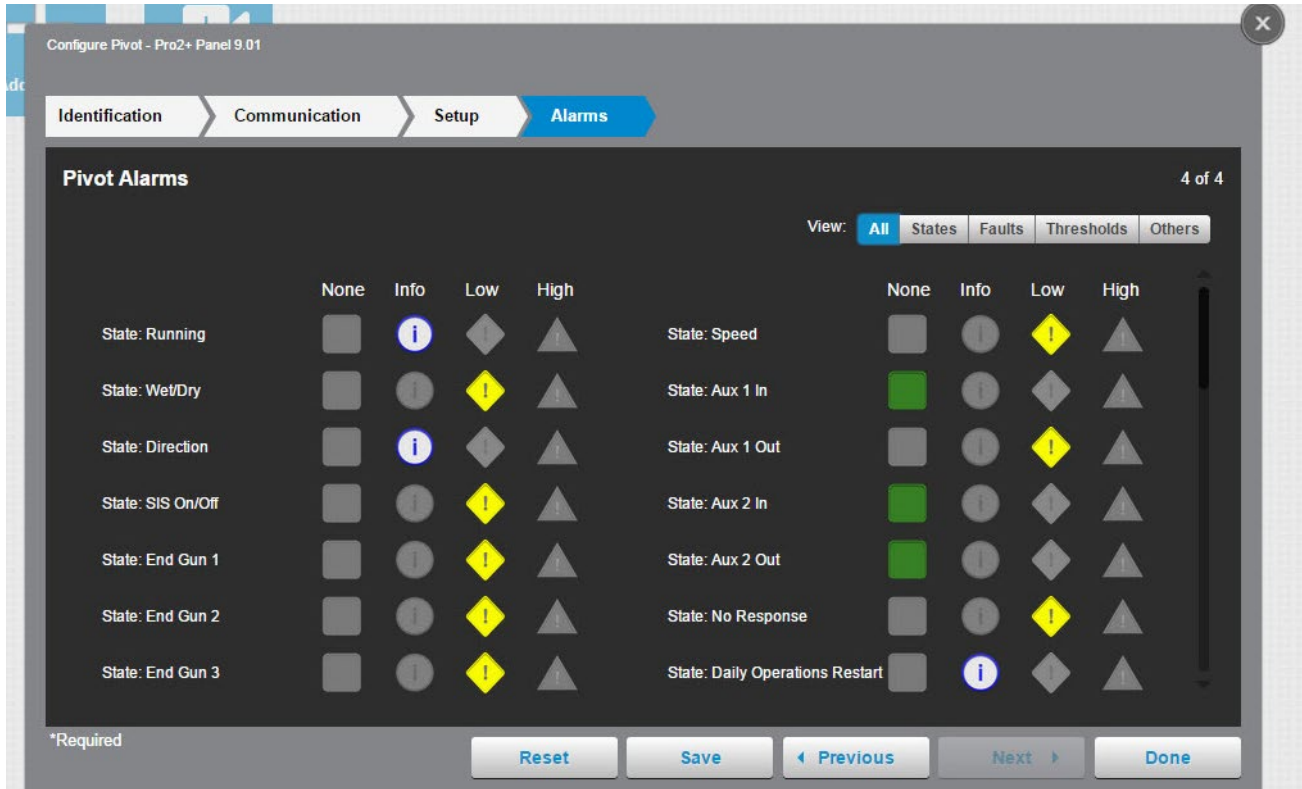 Configure Pivot - Pro2+ Panel 9.01
Identification
Communication
Setup
Alarms
Pivot Alarms
4 of 4
View:
All
States
Faults
Thresholds
Others
None Info Low High
None Info Low High
State: Running
State: Speed
State: Wet/Dry
State: Aux 1 In
State: Direction
State: Aux 1 Out
State: SIS On/Off
State: Aux 2 In
State: End Gun 1
State: Aux 2 Out
State: End Gun 2
State: No Response
State: End Gun 3
State: Daily Operations Restart
*Required
Reset
Save
Previous
Next
Done